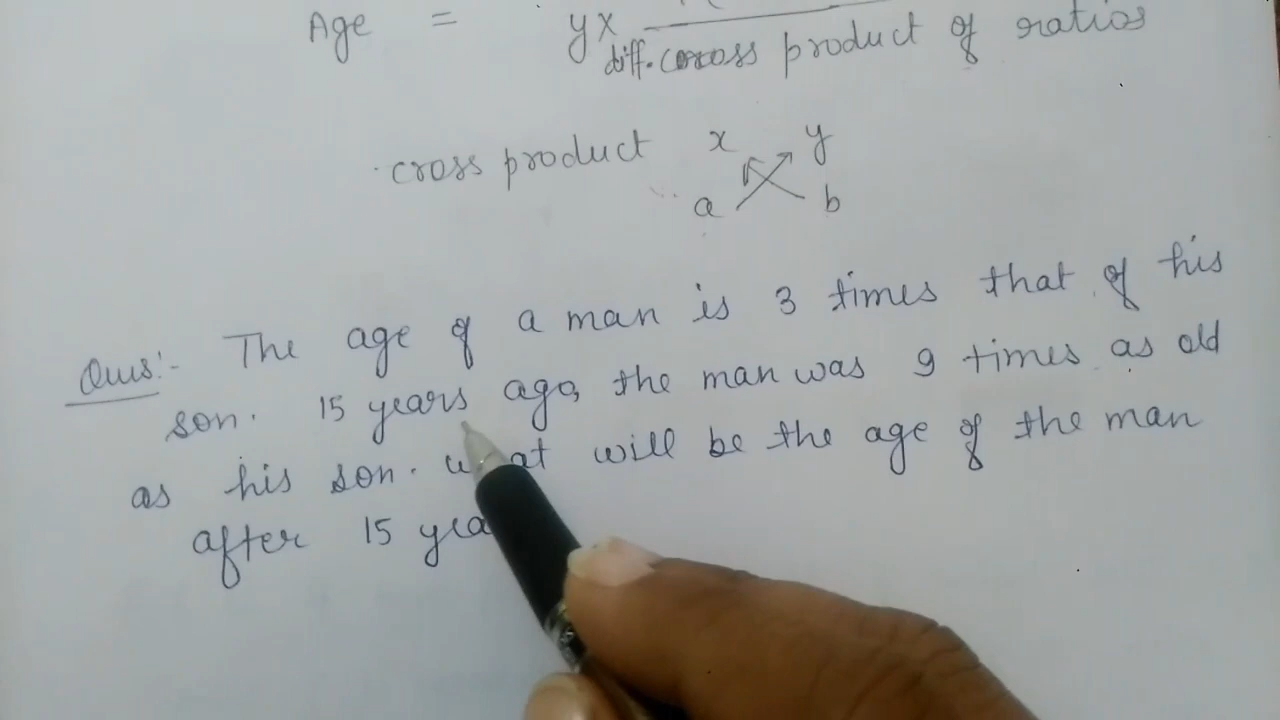 Age = yx
diff. cross product of ratios
cross product x y
a b
Ques:- The age of a man is 3 times that of his
son. 15 years ago, the man was 9 times as old
as his son. will be the age of the man
after 15